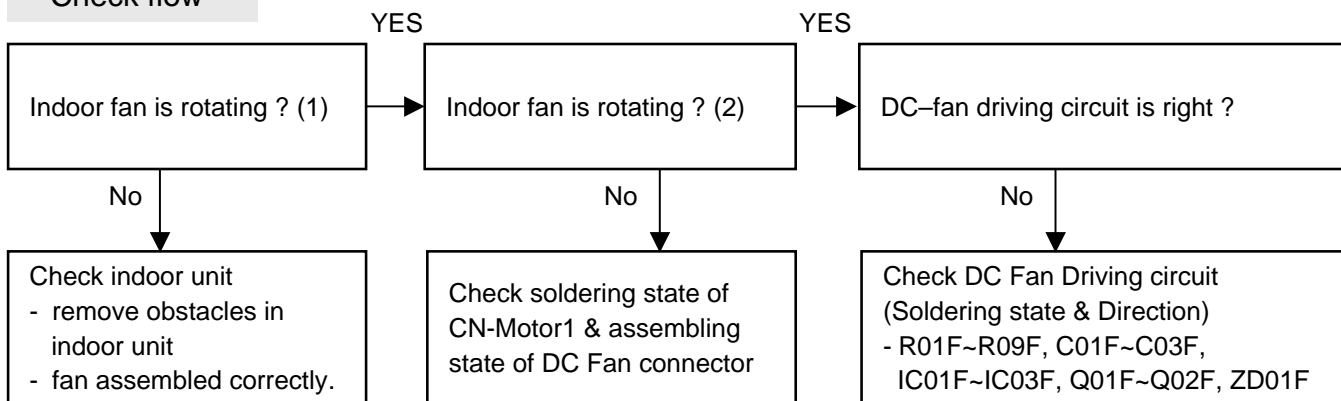 Check flow
YES
YES
Indoor fan is rotating ? (1)
Indoor fan is rotating ? (2)
DC–fan driving circuit is right ?
No
No
No
Check indoor unit
- remove obstacles in
indoor unit
- fan assembled correctly.
Check soldering state of
CN-Motor1 & assembling
state of DC Fan connector
Check DC Fan Driving circuit
(Soldering state & Direction)
- R01F~R09F, C01F~C03F,
IC01F~IC03F, Q01F~Q02F, ZD01F